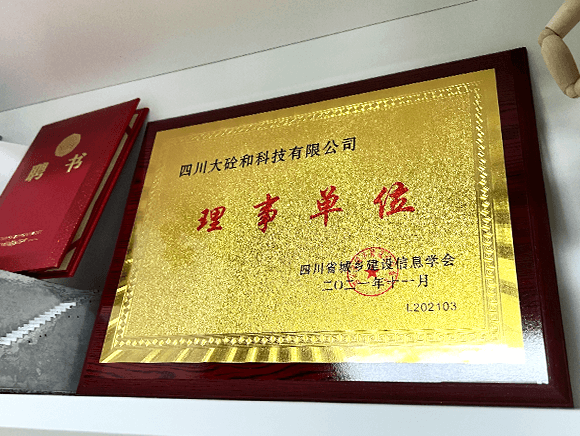 聘书
四川大砼和科技有限公司
理事单位
四川省城乡建设信息学会
二〇二一年十一月
L202103